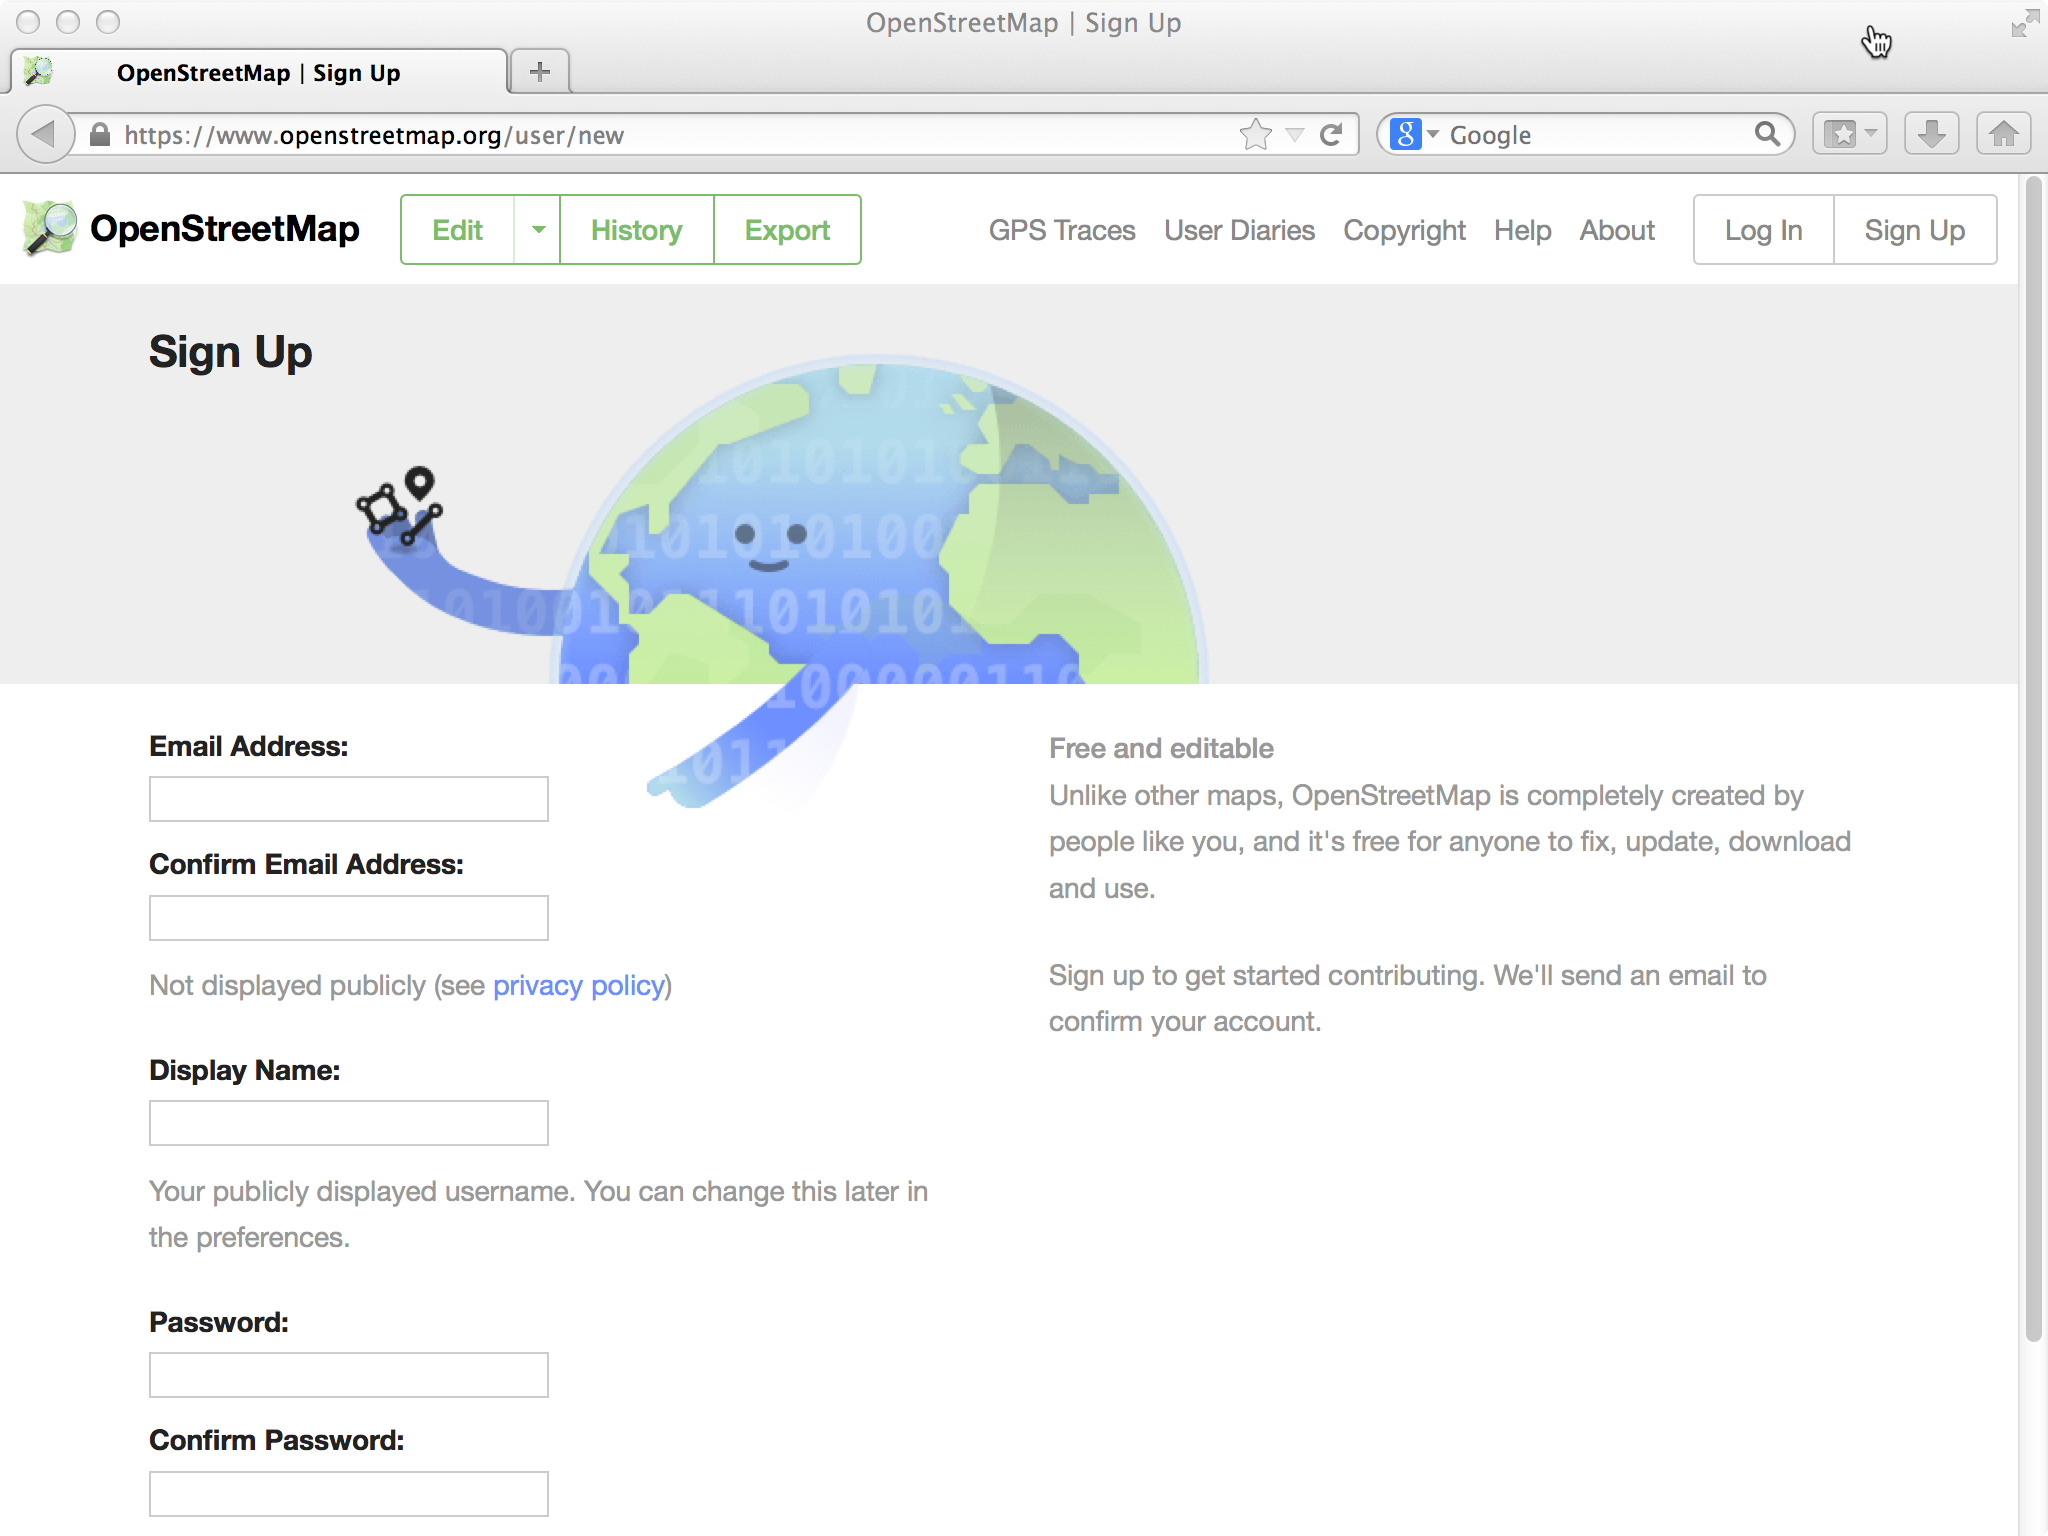 OpenStreetMap | Sign Up
OpenStreetMap | Sign Up
https://www.openstreetmap.org/user/new
Google
OpenStreetMap
Edit
History
Export
GPS Traces
User Diaries
Copyright
Help
About
Log In
Sign Up
Sign Up
Email Address:
Confirm Email Address:
Not displayed publicly (see privacy policy)
Display Name:
Your publicly displayed username. You can change this later in
the preferences.
Password:
Confirm Password:
Free and editable
Unlike other maps, OpenStreetMap is completely created by
people like you, and it's free for anyone to fix, update, download
and use.
Sign up to get started contributing. We'll send an email to
confirm your account.